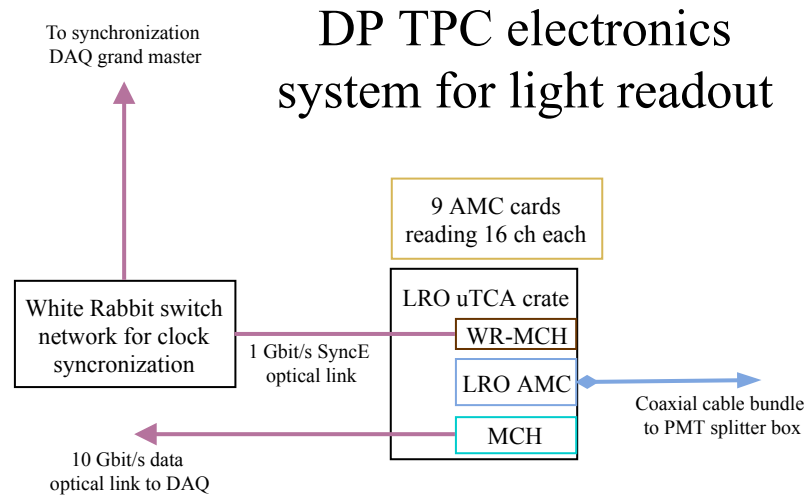 To synchronization
DAQ grand master
DP TPC electronics
system for light readout
9 AMC cards
reading 16 ch each
White Rabbit switch
network for clock
syncronization
1 Gbit/s SyncE
optical link
LRO uTCA crate
WR-MCH
LRO AMC
MCH
Coaxial cable bundle
to PMT splitter box
10 Gbit/s data
optical link to DAQ